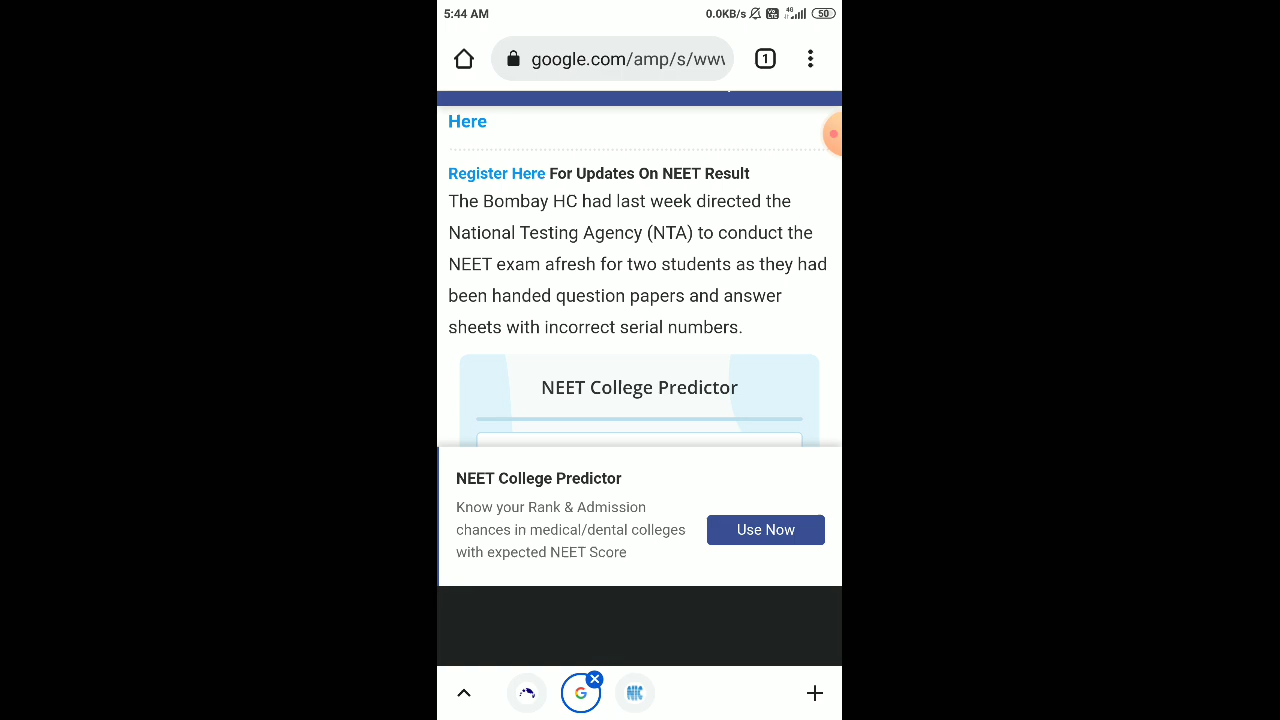 5:44 AM
0.0KB/s
4G
50
google.com/amp/s/www
1
Here
Register Here For Updates On NEET Result
The Bombay HC had last week directed the
National Testing Agency (NTA) to conduct the
NEET exam afresh for two students as they had
been handed question papers and answer
sheets with incorrect serial numbers.
NEET College Predictor
NEET College Predictor
Know your Rank & Admission
chances in medical/dental colleges
with expected NEET Score
Use Now
G
NIC